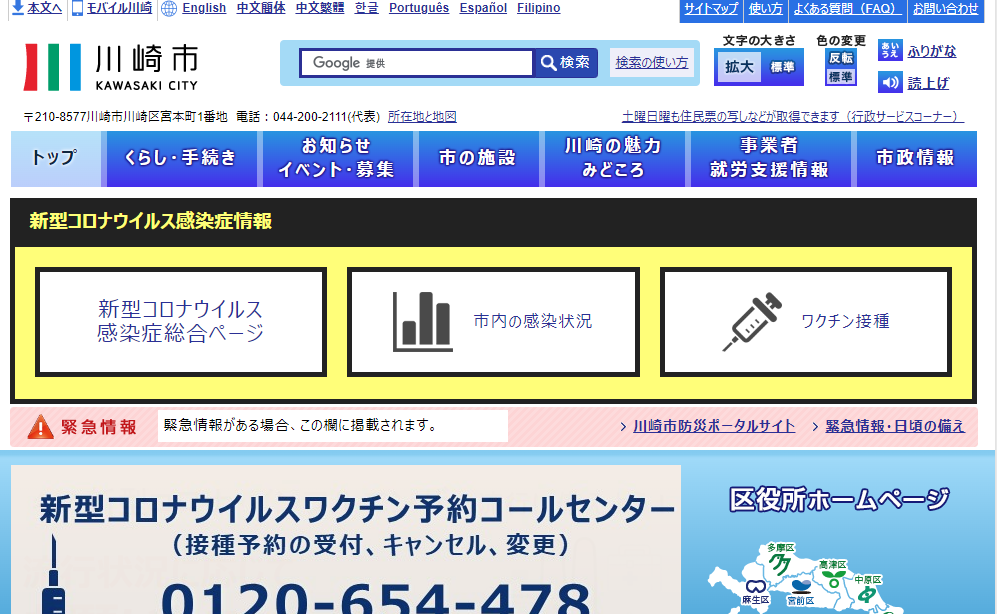 本文へ モバイル川崎 English 中文簡体 中文繁體 한글 Português Español Filipino サイトマップ 使い方 よくある質問（FAQ） お問い合わせ
川崎市
KAWASAKI CITY
Google 提供
検索
検索の使い方
文字の大きさ
拡大 標準
色の変更
反転
標準
あい
うえ
ふりがな
読上げ
〒210-8577川崎市川崎区宮本町1番地 電話：044-200-2111(代表) 所在地と地図
土曜日曜も住民票の写しなどが取得できます（行政サービスコーナー）
トップ
くらし・手続き
お知らせ
イベント・募集
市の施設
川崎の魅力
みどころ
事業者
就労支援情報
市政情報
新型コロナウイルス感染症情報
新型コロナウイルス
感染症総合ページ
市内の感染状況
ワクチン接種
緊急情報
緊急情報がある場合、この欄に掲載されます。
川崎市防災ポータルサイト
緊急情報・日頃の備え
新型コロナウイルスワクチン予約コールセンター
（接種予約の受付、キャンセル、変更）
0120-654-478
区役所ホームページ
多摩区
高津区
中原区
麻生区
宮前区